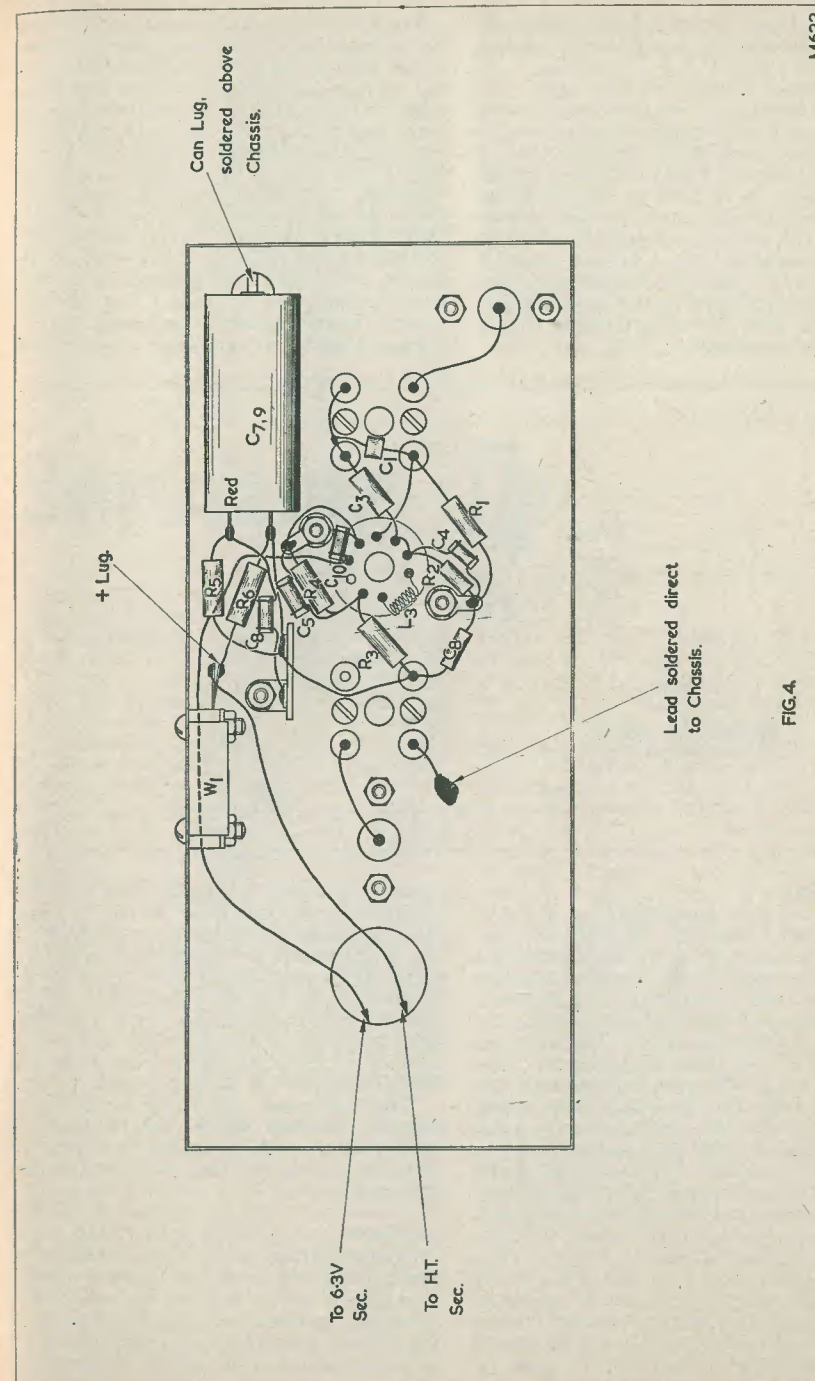 M633
Can Lug,
soldered above
Chassis.
+ Lug.
C7,9
Red
R5
R6
C8
C5
R4
C10
C3
C1
W1
L3
R3
R2
C4
R1
C8
To 6·3V
Sec.
To H.T.
Sec.
Lead soldered direct
to Chassis.
FIG.4.